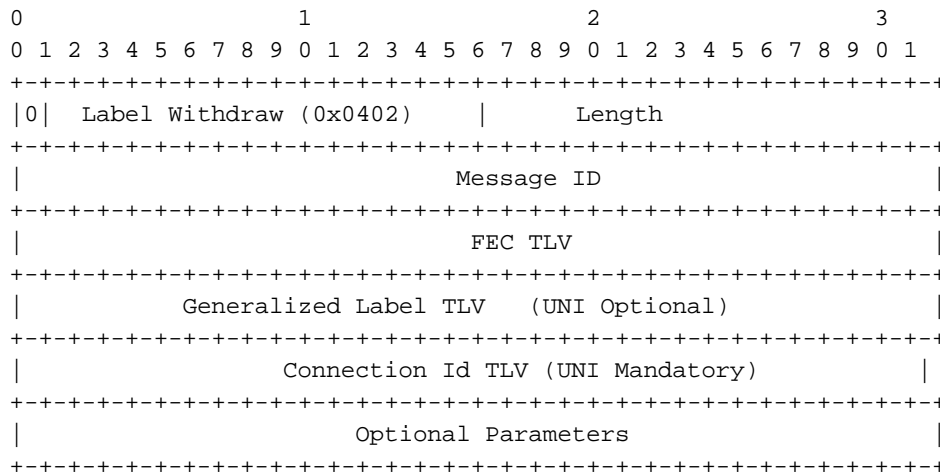 0                   1                   2                   3
0 1 2 3 4 5 6 7 8 9 0 1 2 3 4 5 6 7 8 9 0 1 2 3 4 5 6 7 8 9 0 1
+-+-+-+-+-+-+-+-+-+-+-+-+-+-+-+-+-+-+-+-+-+-+-+-+-+-+-+-+-+-+-+-+
|0|  Label Withdraw (0x0402)    |      Length
+-+-+-+-+-+-+-+-+-+-+-+-+-+-+-+-+-+-+-+-+-+-+-+-+-+-+-+-+-+-+-+-+
|                              Message ID                       |
+-+-+-+-+-+-+-+-+-+-+-+-+-+-+-+-+-+-+-+-+-+-+-+-+-+-+-+-+-+-+-+-+
|                               FEC TLV                         |
+-+-+-+-+-+-+-+-+-+-+-+-+-+-+-+-+-+-+-+-+-+-+-+-+-+-+-+-+-+-+-+-+
|           Generalized Label TLV   (UNI Optional)              |
+-+-+-+-+-+-+-+-+-+-+-+-+-+-+-+-+-+-+-+-+-+-+-+-+-+-+-+-+-+-+-+-+
|                  Connection Id TLV (UNI Mandatory)           |
+-+-+-+-+-+-+-+-+-+-+-+-+-+-+-+-+-+-+-+-+-+-+-+-+-+-+-+-+-+-+-+-+
|                       Optional Parameters                     |
+-+-+-+-+-+-+-+-+-+-+-+-+-+-+-+-+-+-+-+-+-+-+-+-+-+-+-+-+-+-+-+-+